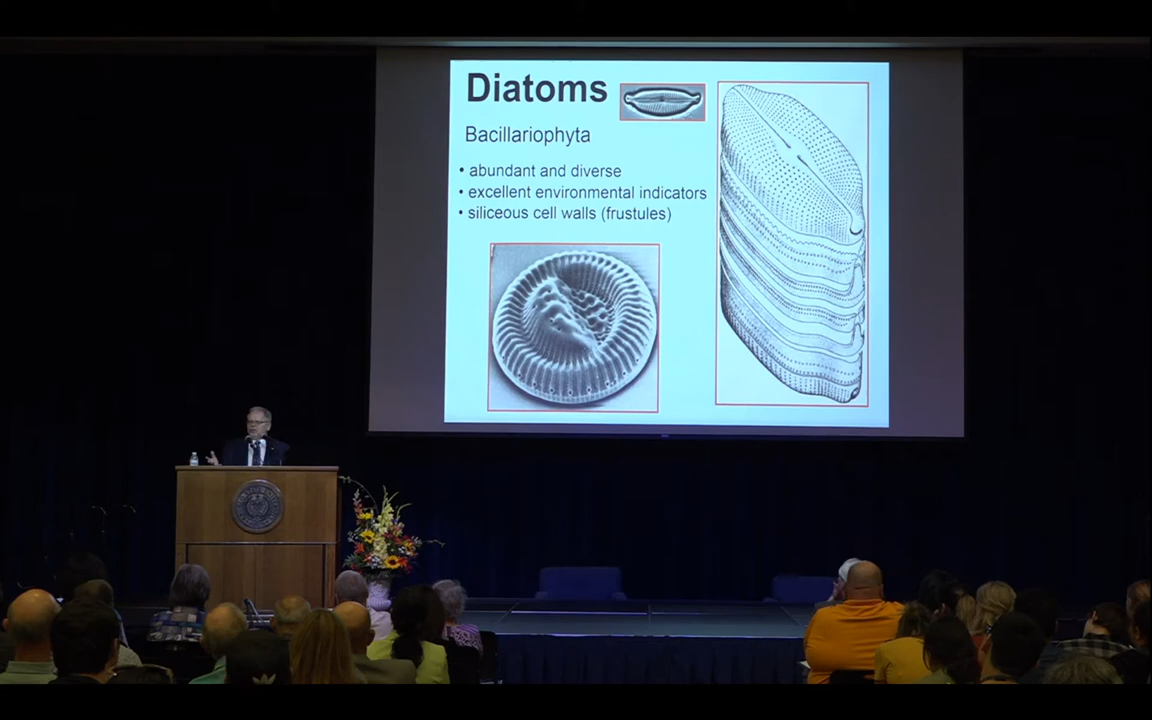 Diatoms
Bacillariophyta
• abundant and diverse
• excellent environmental indicators
• siliceous cell walls (frustules)